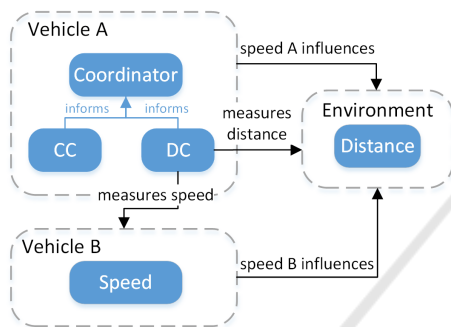 Vehicle A
speed A influences
Coordinator
informs
informs
measures
distance
Environment
CC
DC
Distance
measures speed
Vehicle B
Speed
speed B influences